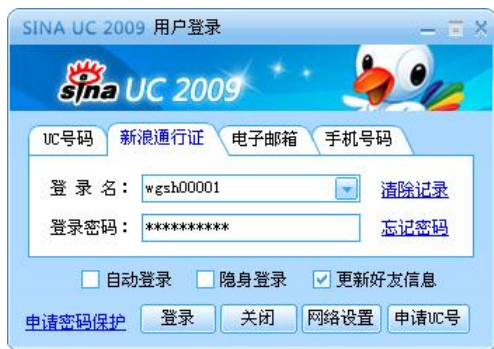 SINA UC 2009 用户登录
sina UC 2009
UC号码 新浪通行证 电子邮箱 手机号码
登 录 名： wgsh00001 清除记录
登录密码： ********** 忘记密码
自动登录 隐身登录 更新好友信息
申请密码保护 登录 关闭 网络设置 申请UC号